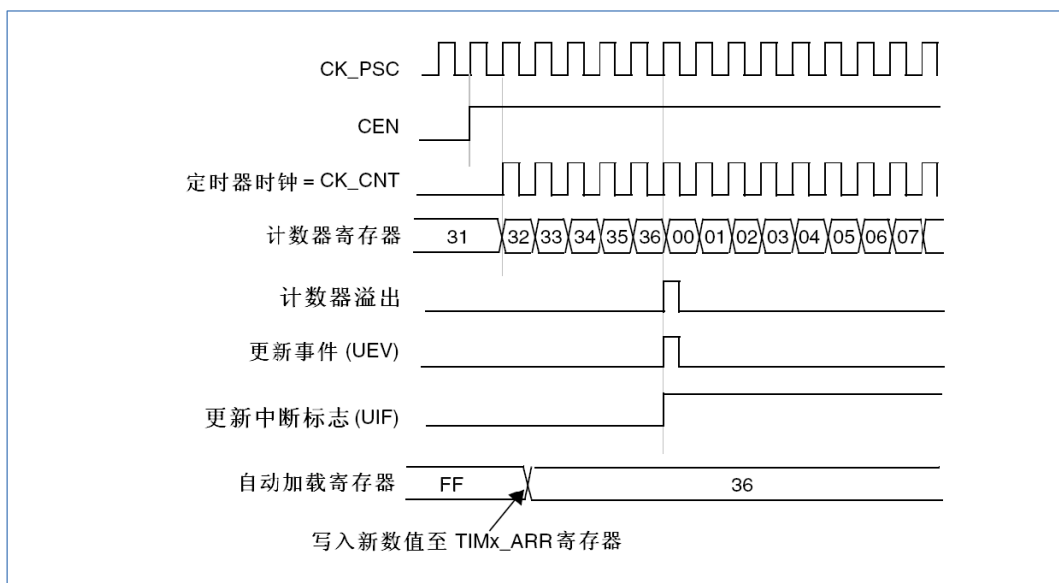 CK_PSC
CEN
定时器时钟 = CK_CNT
计数器寄存器 31 32 33 34 35 36 00 01 02 03 04 05 06 07
计数器溢出
更新事件 (UEV)
更新中断标志 (UIF)
自动加载寄存器 FF 36
写入新数值至 TIMx_ARR 寄存器